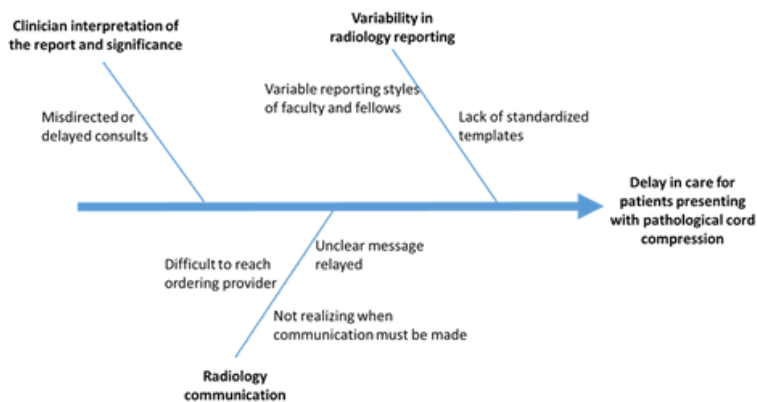 Clinician interpretation of
the report and significance
Variability in
radiology reporting
Misdirected or
delayed consults
Variable reporting styles
of faculty and fellows
Lack of standardized
templates
Delay in care for
patients presenting
with pathological cord
compression
Unclear message
relayed
Difficult to reach
ordering provider
Not realizing when
communication must be made
Radiology
communication